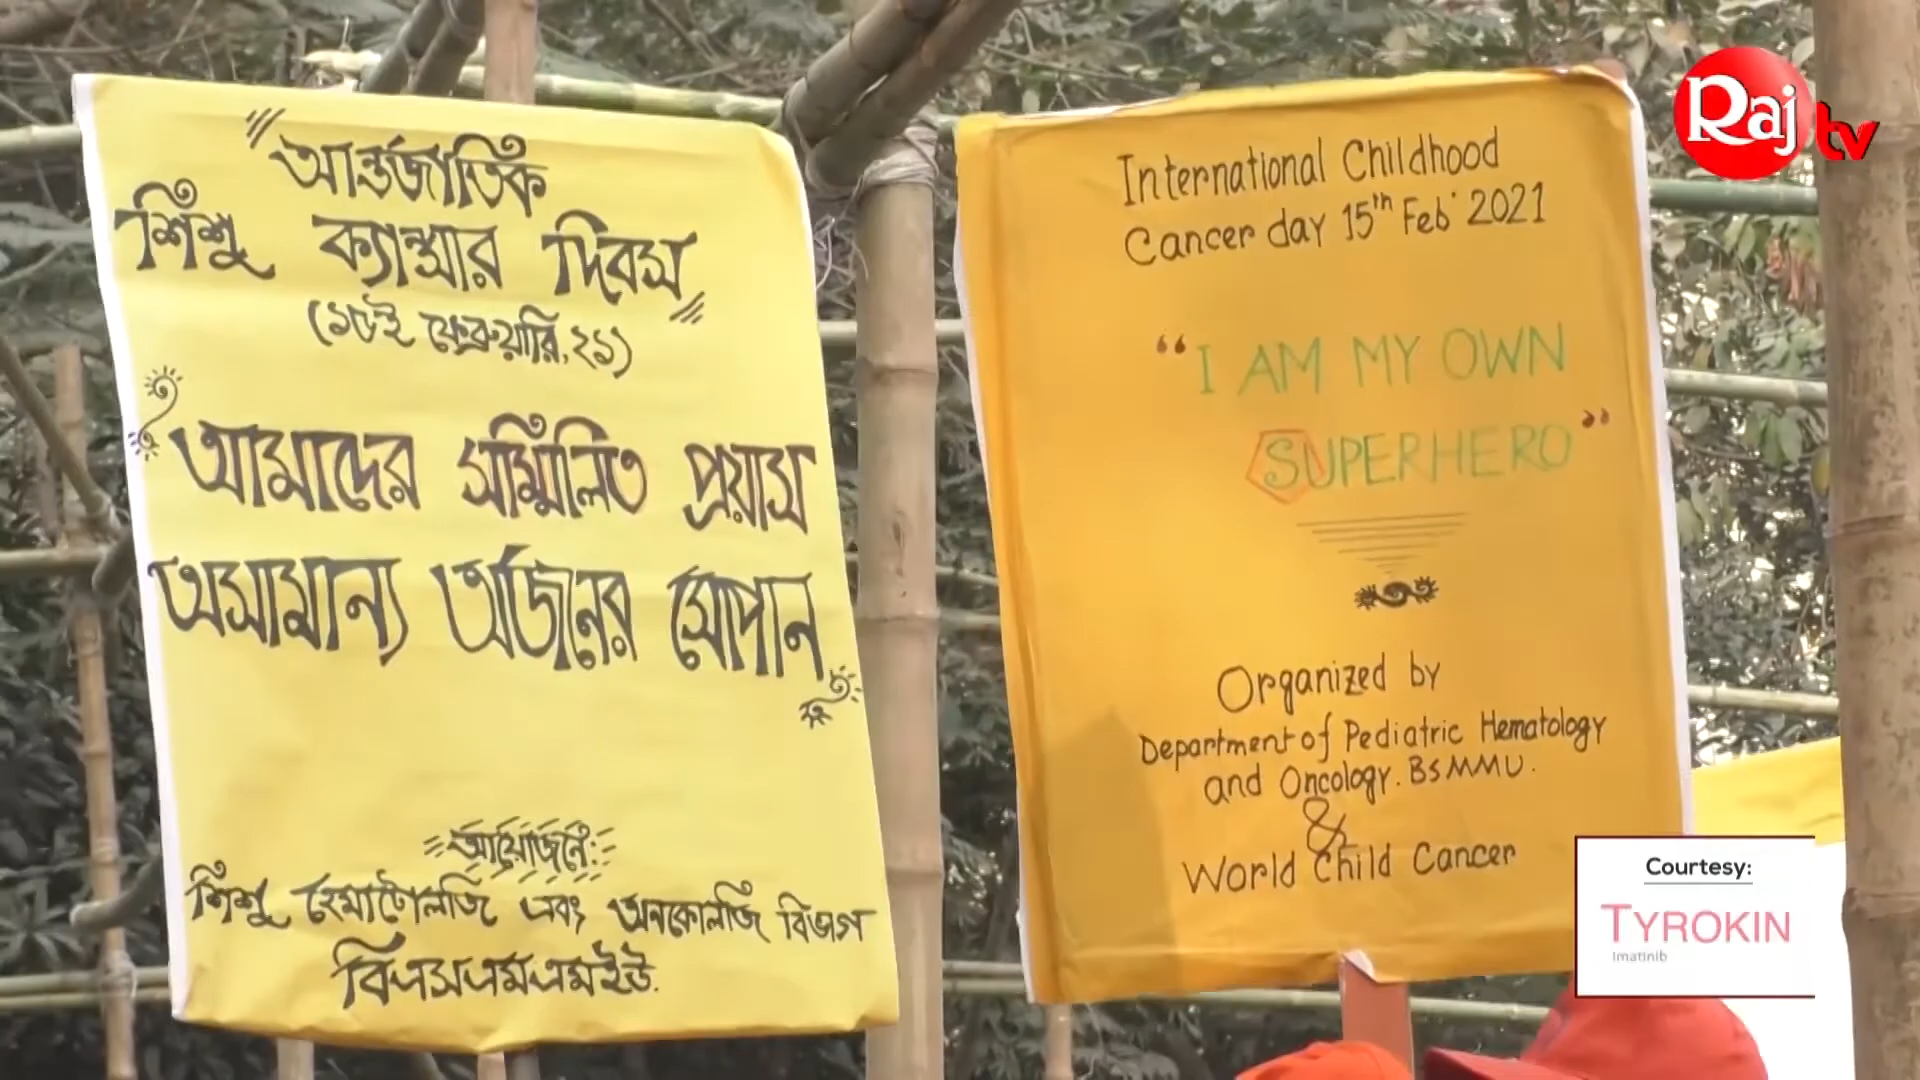 "আর্ন্তজাতিক
শিশু ক্যান্সার দিবস"
(১৫ই ফেব্রুয়ারি,২১)
আমাদের সম্মিলিত প্রয়াস
অসামান্য অর্জনের সোপান
আয়োজনে:
শিশু হেমাটোলজি এবং অনকোলজি বিভাগ
বিএসএমএমইউ.
International Childhood
Cancer day 15th Feb' 2021
“I AM MY OWN
SUPERHERO”
Organized by
Department of Pediatric Hematology
and Oncology. BSMMU.
&
World Child Cancer
Raj tv
Courtesy:
TYROKIN
Imatinib